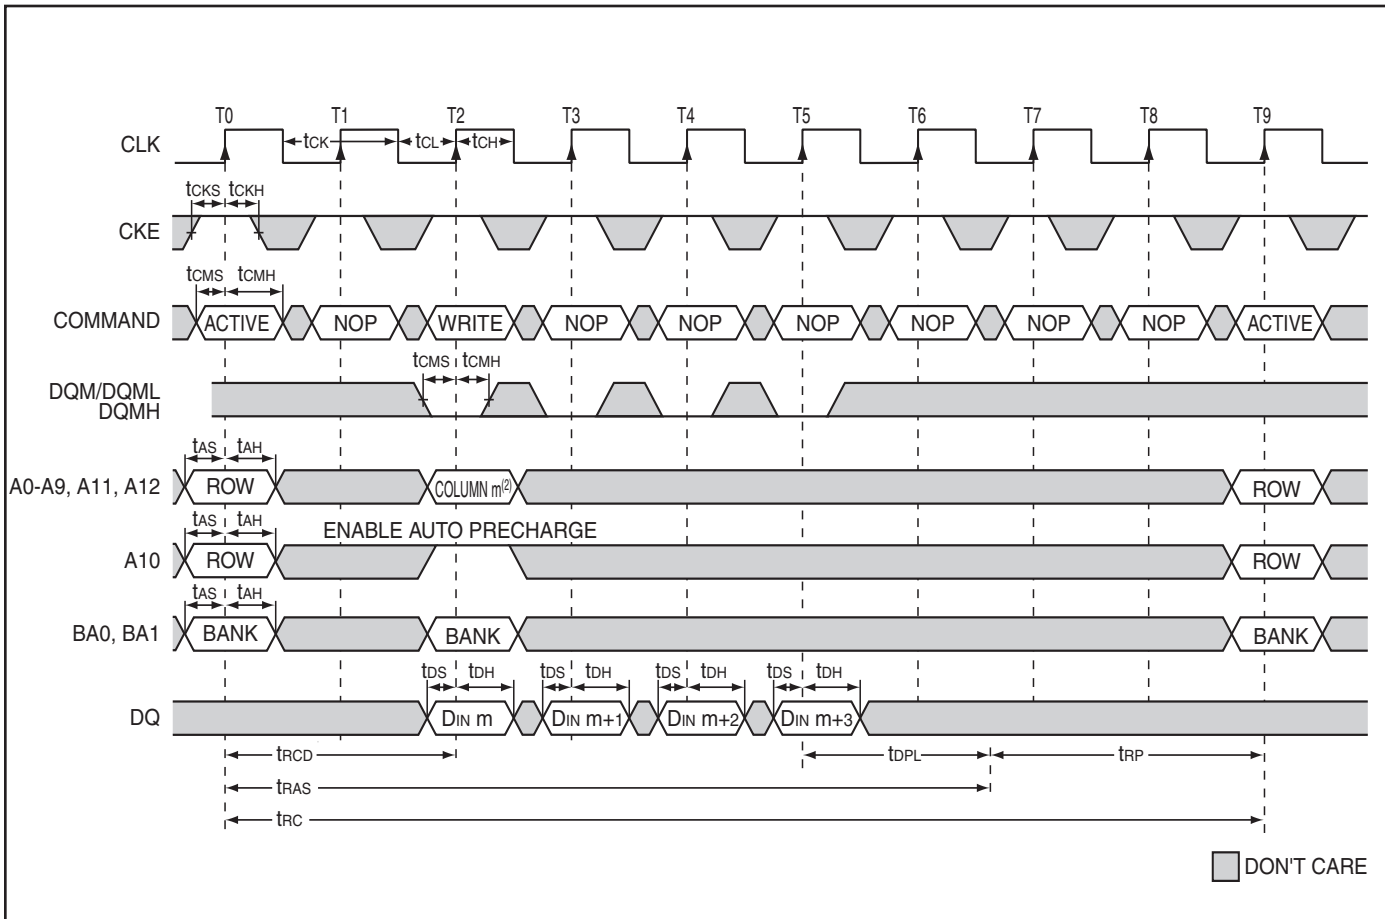 T0 T1 T2 T3 T4 T5 T6 T7 T8 T9
CLK tCK tCL tCH
tCKS tCKH
CKE
tCMS tCMH
COMMAND ACTIVE NOP WRITE NOP NOP NOP NOP NOP NOP ACTIVE
tCMS tCMH
DQM/DQML
DQMH
tAS tAH
A0-A9, A11, A12 ROW COLUMN m(2) ROW
tAS tAH ENABLE AUTO PRECHARGE
A10 ROW ROW
tAS tAH
BA0, BA1 BANK BANK BANK
tDS tDH tDS tDH tDS tDH tDS tDH
DQ DIN m DIN m+1 DIN m+2 DIN m+3
tRCD tDPL tRP
tRAS
tRC
DON'T CARE